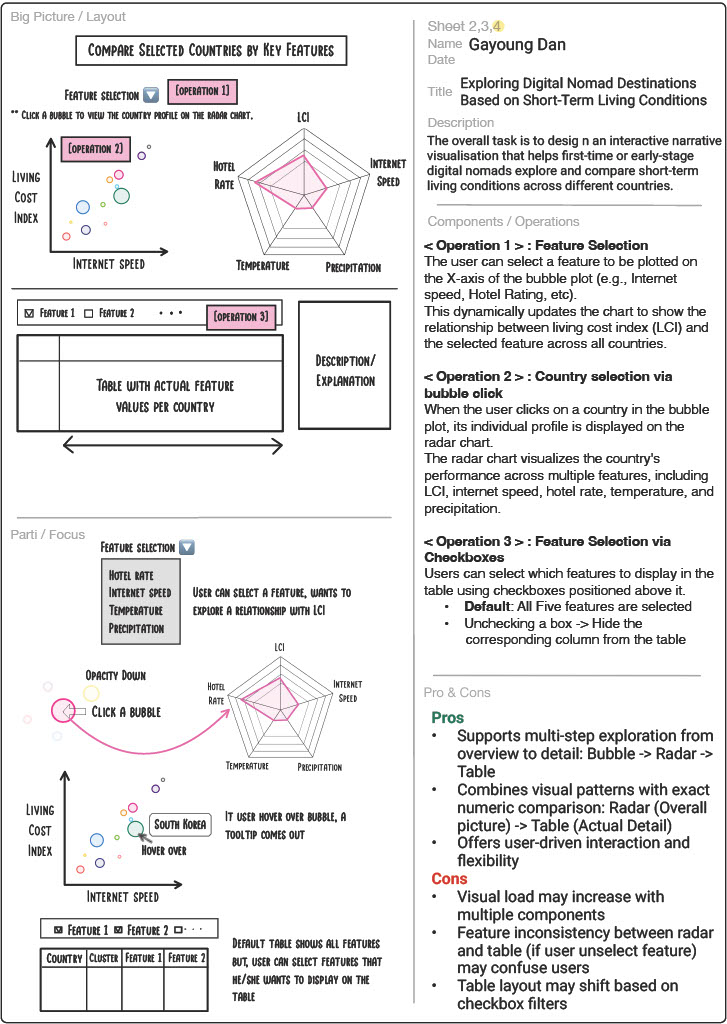 Big Picture / Layout
COMPARE SELECTED COUNTRIES BY KEY FEATURES
FEATURE SELECTION
[OPERATION 1]
** CLICK A BUBBLE TO VIEW THE COUNTRY PROFILE ON THE RADAR CHART.
[OPERATION 2]
LIVING
COST
INDEX
INTERNET SPEED
LCI
HOTEL
RATE
INTERNET
SPEED
TEMPERATURE
PRECIPITATION
FEATURE 1
FEATURE 2
• • •
[OPERATION 3]
TABLE WITH ACTUAL FEATURE
VALUES PER COUNTRY
DESCRIPTION/
EXPLANATION
Parti / Focus
FEATURE SELECTION
HOTEL RATE
INTERNET SPEED
TEMPERATURE
PRECIPITATION
USER CAN SELECT A FEATURE, WANTS TO
EXPLORE A RELATIONSHIP WITH LCI
OPACITY DOWN
CLICK A BUBBLE
LCI
HOTEL
RATE
INTERNET
SPEED
TEMPERATURE
PRECIPITATION
LIVING
COST
INDEX
INTERNET SPEED
SOUTH KOREA
HOVER OVER
IT USER HOVER OVER BUBBLE, A
TOOLTIP COMES OUT
FEATURE 1 FEATURE 2 • • •
COUNTRY CLUSTER FEATURE 1 FEATURE 2
DEFAULT TABLE SHOWS ALL FEATURES
BUT, USER CAN SELECT FEATURES THAT
HE/SHE WANTS TO DISPLAY ON THE
TABLE
Sheet 2,3,4
Name Gayoung Dan
Date
Title Exploring Digital Nomad Destinations
Based on Short-Term Living Conditions
Description
The overall task is to desig n an interactive narrative
visualisation that helps first-time or early-stage
digital nomads explore and compare short-term
living conditions across different countries.
Components / Operations
< Operation 1 > : Feature Selection
The user can select a feature to be plotted on
the X-axis of the bubble plot (e.g., Internet
speed, Hotel Rating, etc).
This dynamically updates the chart to show the
relationship between living cost index (LCI) and
the selected feature across all countries.
< Operation 2 > : Country selection via
bubble click
When the user clicks on a country in the bubble
plot, its individual profile is displayed on the
radar chart.
The radar chart visualizes the country's
performance across multiple features, including
LCI, internet speed, hotel rate, temperature, and
precipitation.
< Operation 3 > : Feature Selection via
Checkboxes
Users can select which features to display in the
table using checkboxes positioned above it.
• Default: All Five features are selected
• Unchecking a box -> Hide the
corresponding column from the table
Pro & Cons
Pros
• Supports multi-step exploration from
overview to detail: Bubble -> Radar ->
Table
• Combines visual patterns with exact
numeric comparison: Radar (Overall
picture) -> Table (Actual Detail)
• Offers user-driven interaction and
flexibility
Cons
• Visual load may increase with
multiple components
• Feature inconsistency between radar
and table (if user unselect feature)
may confuse users
• Table layout may shift based on
checkbox filters